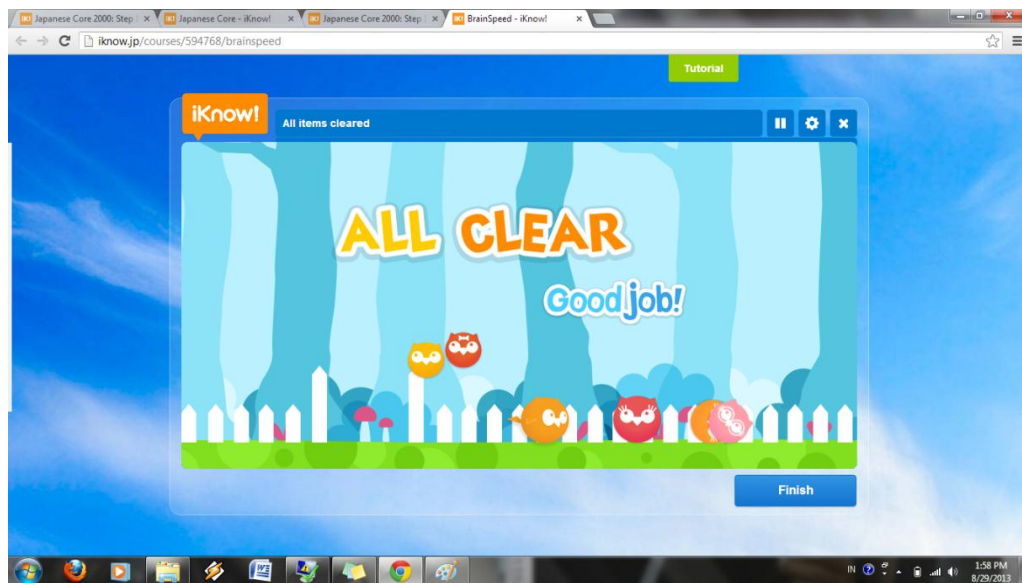 Japanese Core 2000: Step
Japanese Core - iKnow!
Japanese Core 2000: Step
BrainSpeed - iKnow!
iknow.jp/courses/594768/brainspeed
Tutorial
iKnow!
All items cleared
ALL CLEAR
Good job!
Finish
IN
1:58 PM
8/29/2013